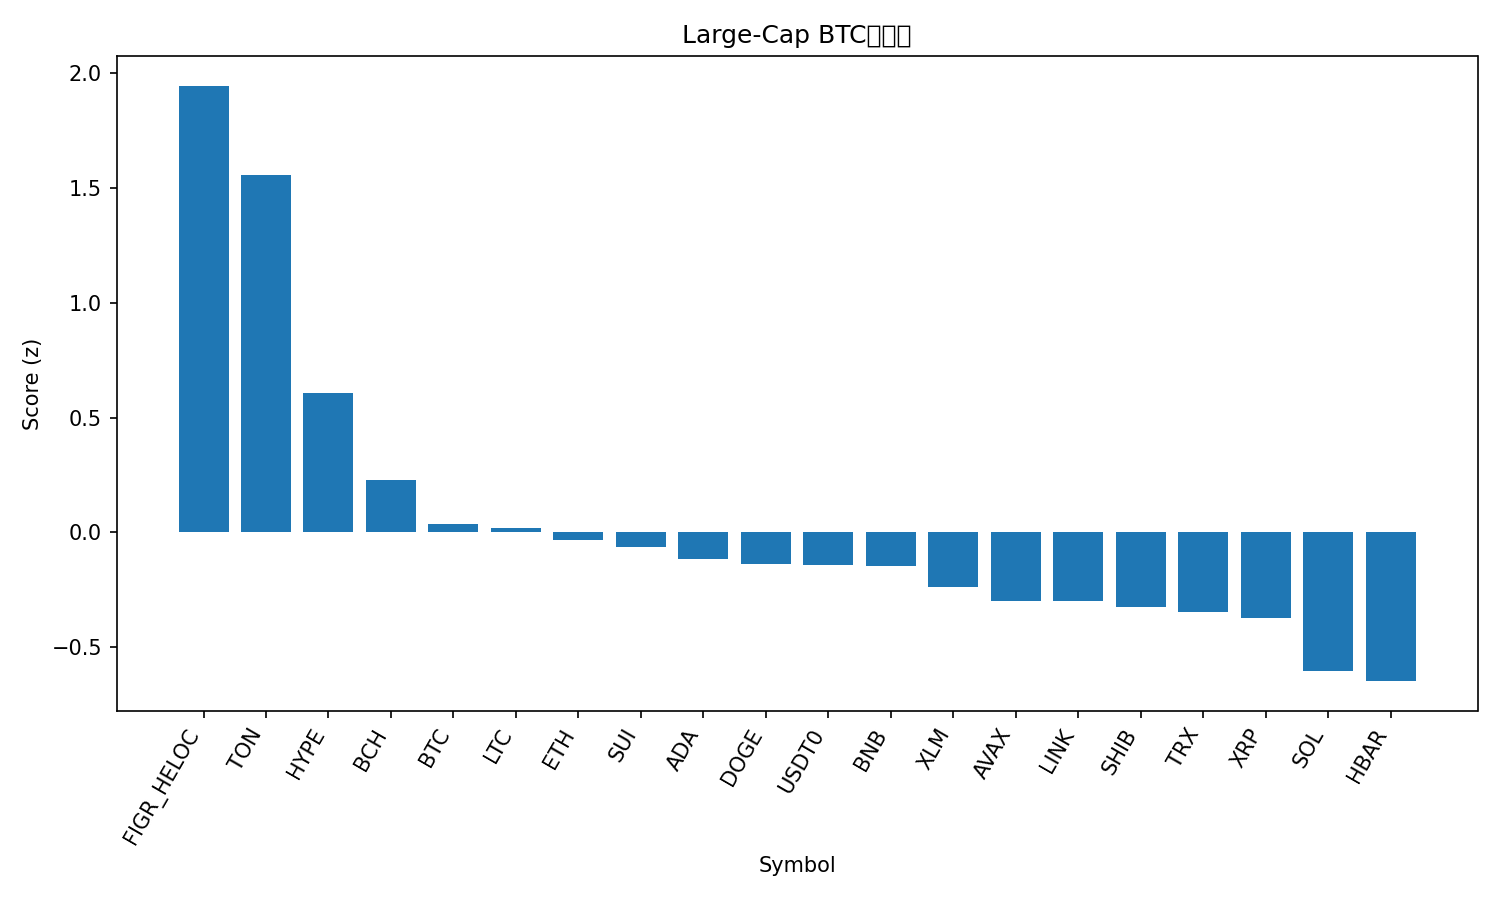 Large-Cap BTC
Score (z)
2.0
1.5
1.0
0.5
0.0
−0.5
FIGR_HELOC
TON
HYPE
BCH
BTC
LTC
ETH
SUI
ADA
DOGE
USDT0
BNB
XLM
AVAX
LINK
SHIB
TRX
XRP
SOL
HBAR
Symbol